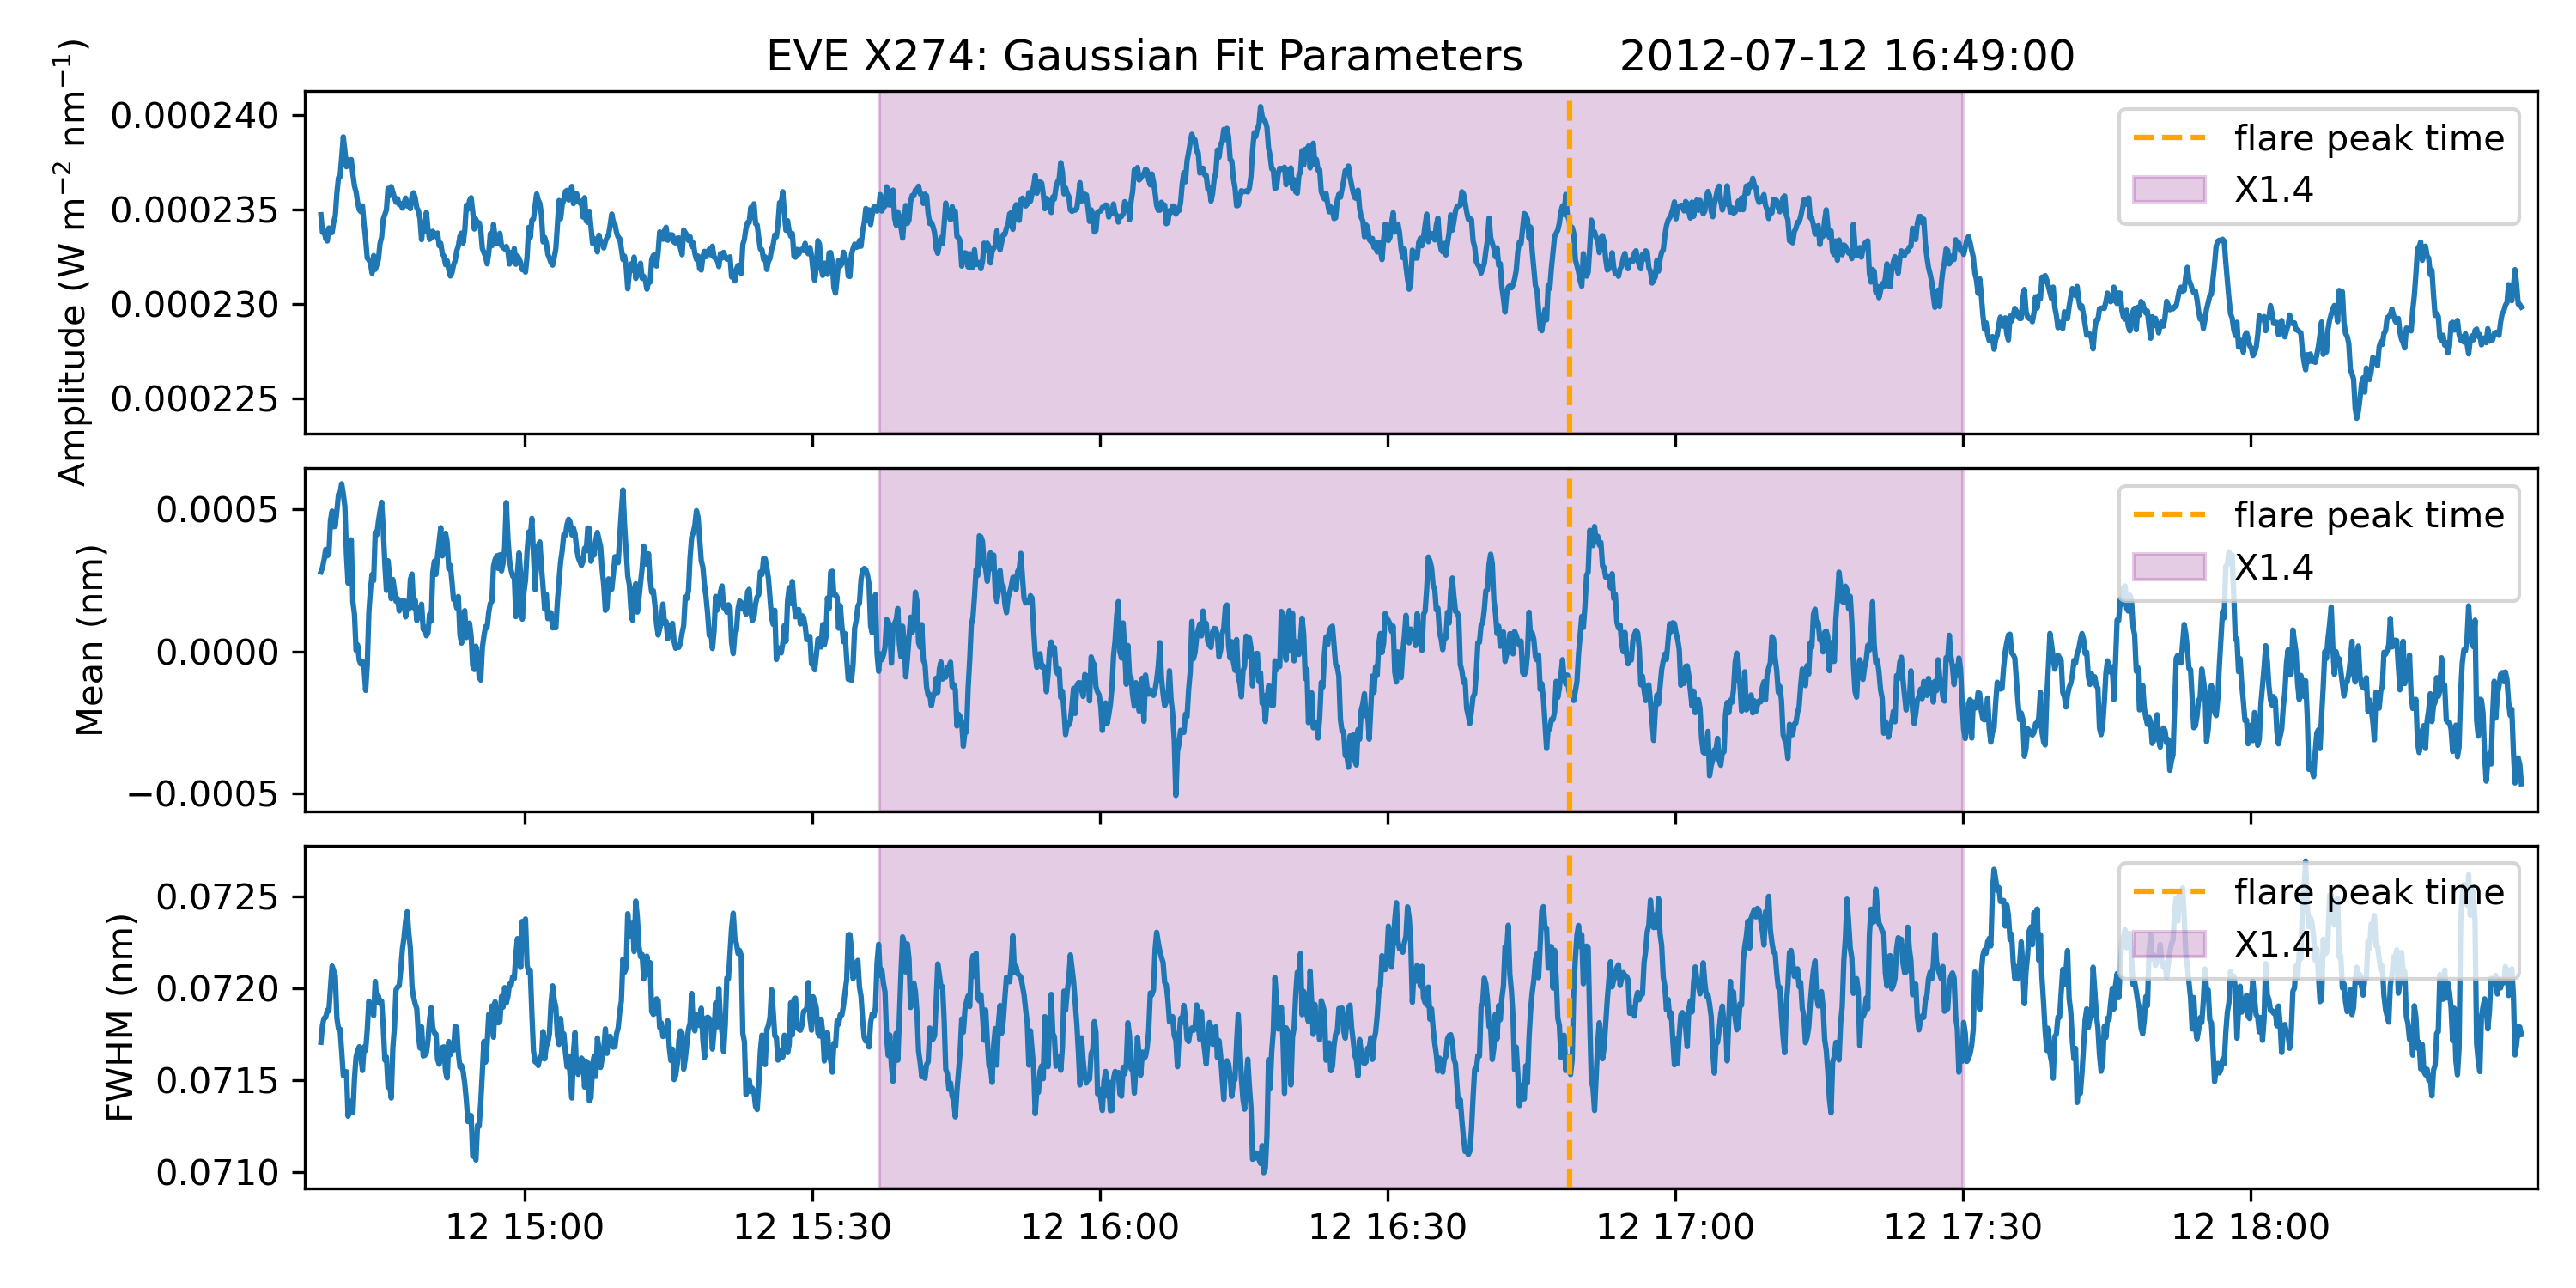 EVE X274: Gaussian Fit Parameters 2012-07-12 16:49:00
Amplitude (W m⁻² nm⁻¹)
0.000240
0.000235
0.000230
0.000225
flare peak time
X1.4
Mean (nm)
0.0005
0.0000
−0.0005
flare peak time
X1.4
FWHM (nm)
0.0725
0.0720
0.0715
0.0710
flare peak time
X1.4
12 15:00 12 15:30 12 16:00 12 16:30 12 17:00 12 17:30 12 18:00